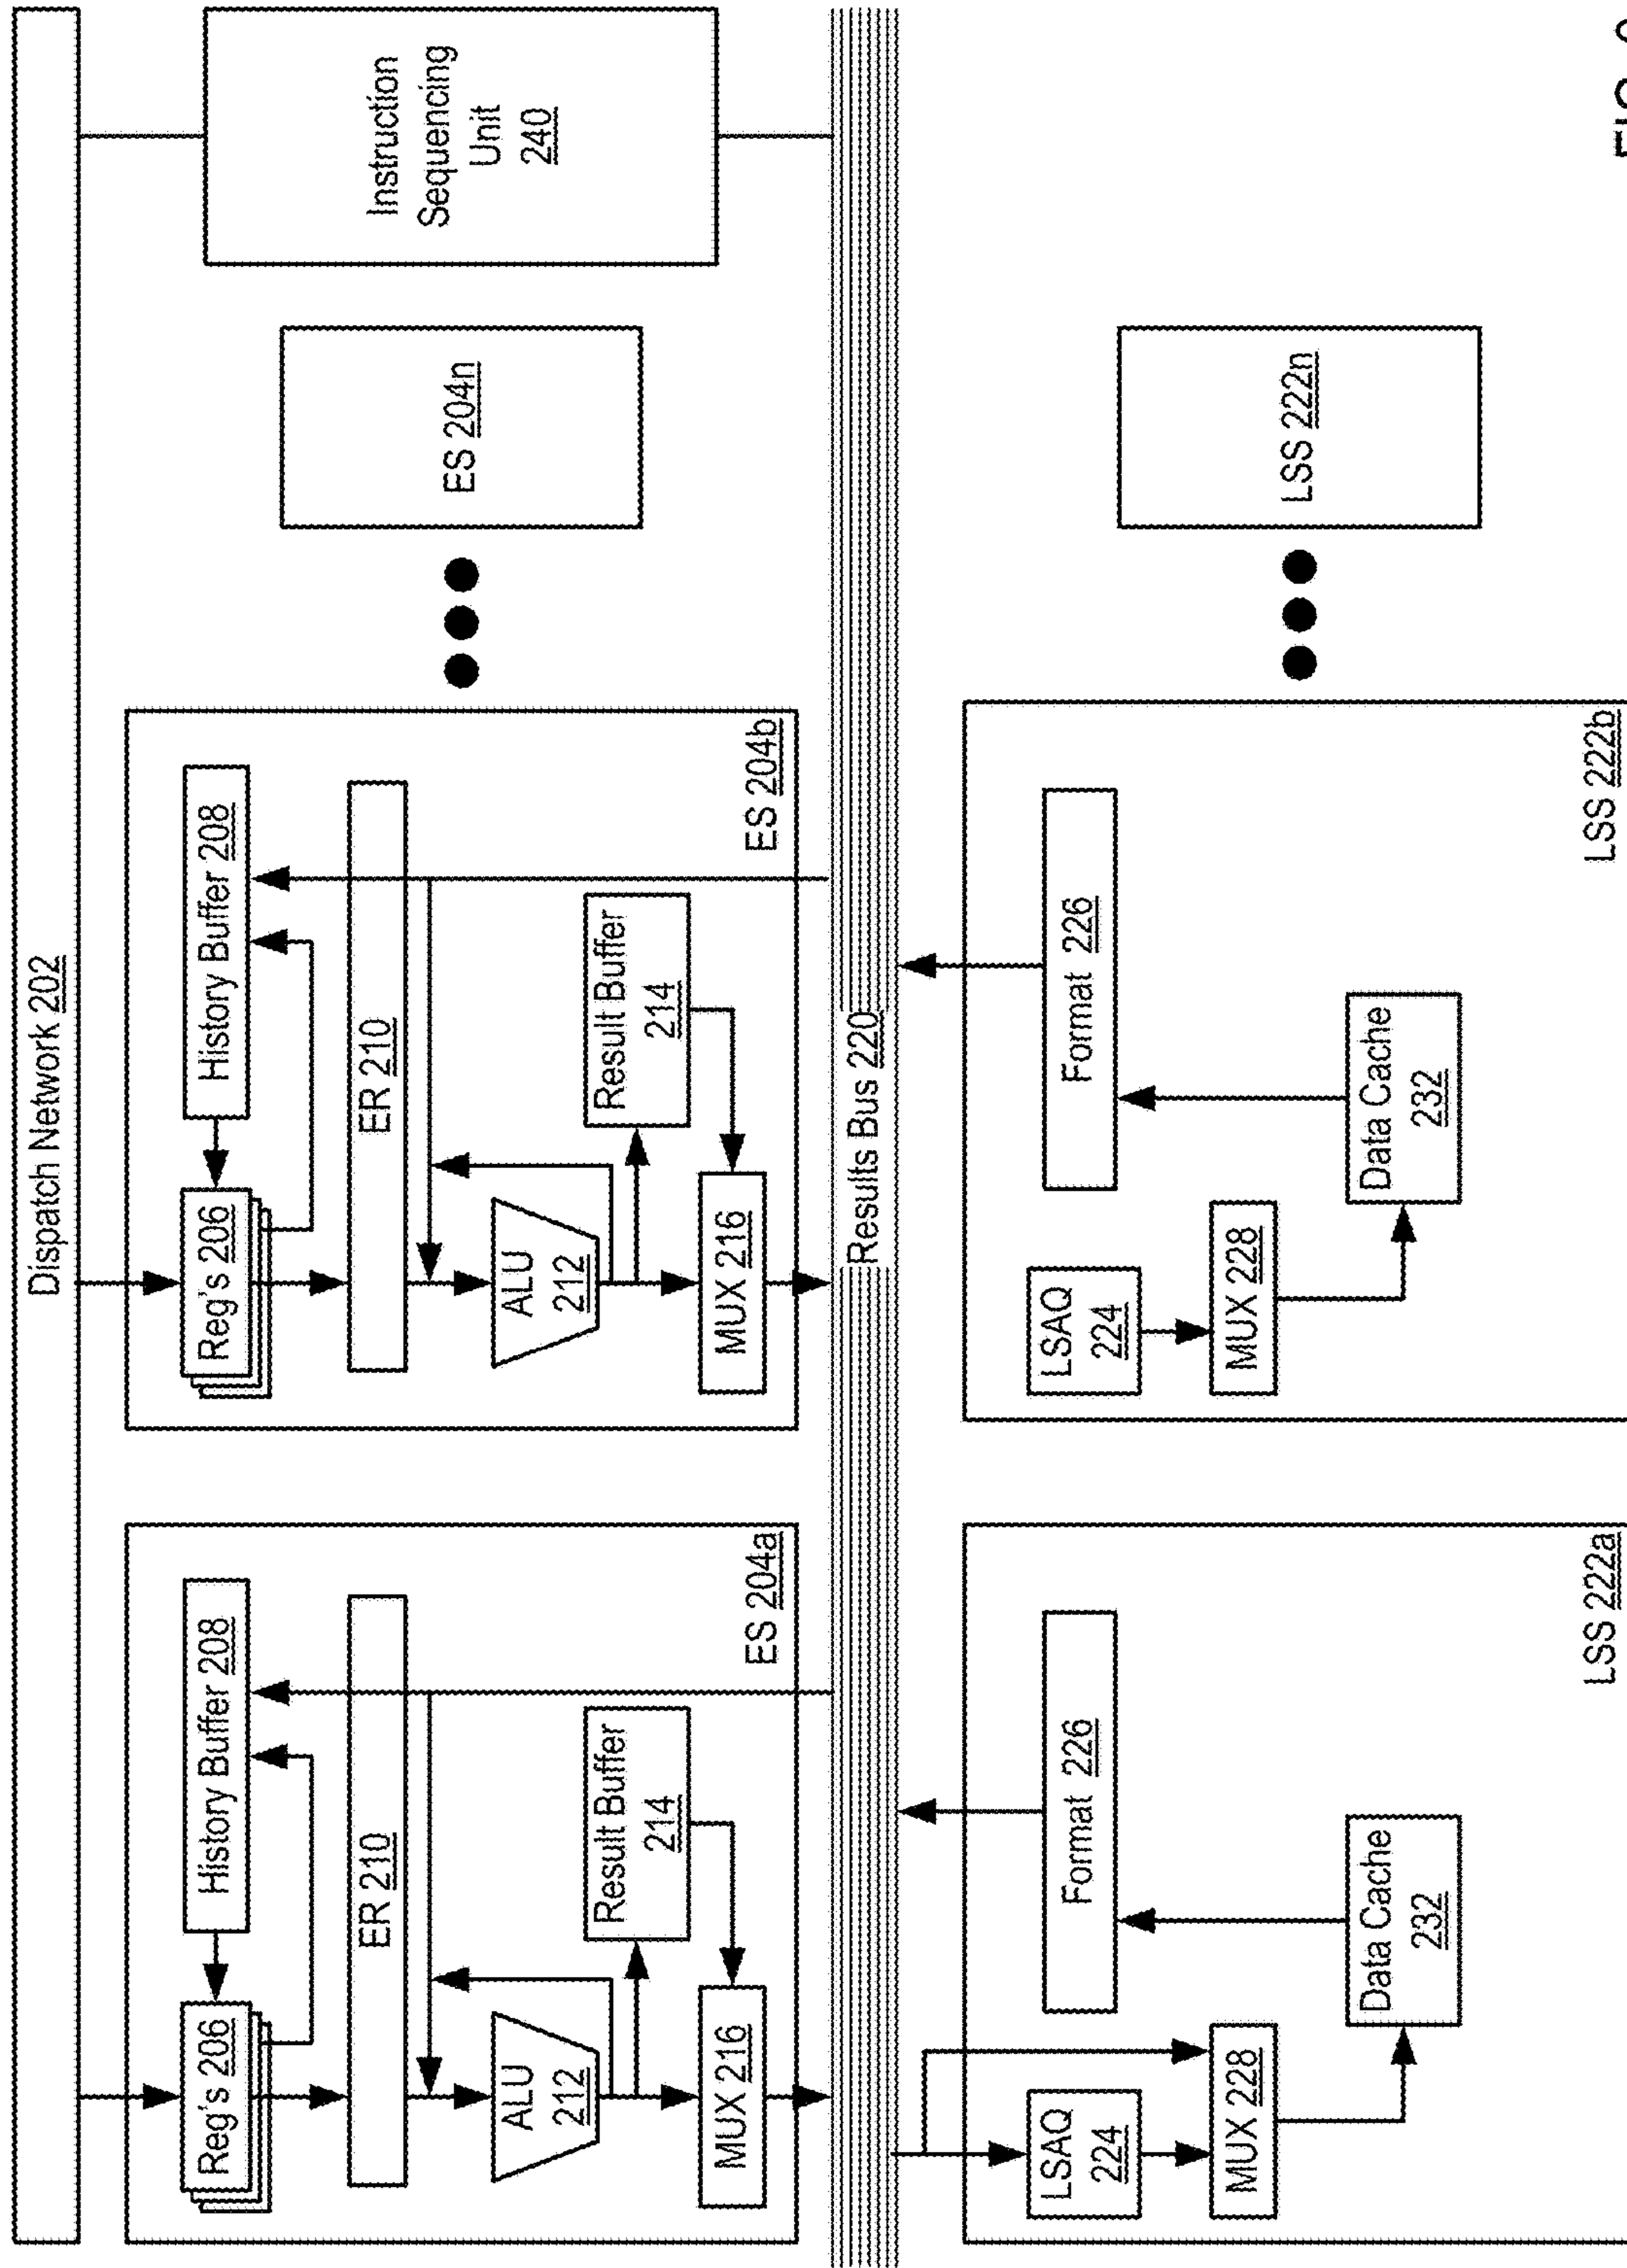 Dispatch Network 202
Reg's 206
History Buffer 208
ER 210
ALU
212
Result Buffer
214
MUX 216
ES 204a
Reg's 206
History Buffer 208
ER 210
ALU
212
Result Buffer
214
MUX 216
ES 204b
ES 204n
Instruction
Sequencing
Unit
240
Results Bus 220
LSAQ
224
MUX 228
Format 226
Data Cache
232
LSS 222a
LSAQ
224
MUX 228
Format 226
Data Cache
232
LSS 222b
LSS 222n